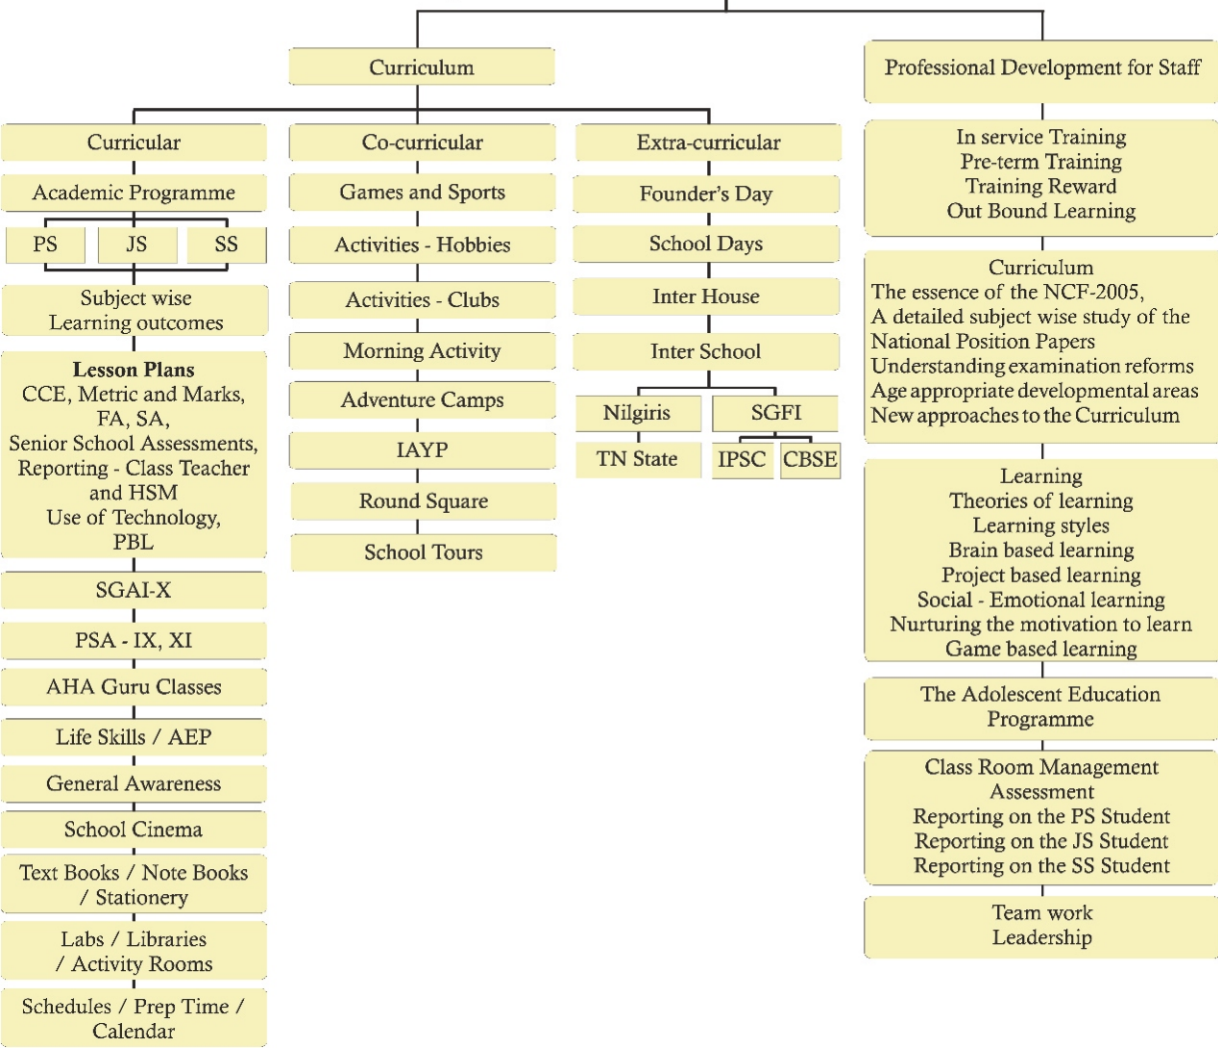 Curriculum
Curricular
Academic Programme
PS
JS
SS
Subject wise
Learning outcomes
Lesson Plans
CCE, Metric and Marks,
FA, SA,
Senior School Assessments,
Reporting - Class Teacher
and HSM
Use of Technology,
PBL
SGAI-X
PSA - IX, XI
AHA Guru Classes
Life Skills / AEP
General Awareness
School Cinema
Text Books / Note Books
/ Stationery
Labs / Libraries
/ Activity Rooms
Schedules / Prep Time /
Calendar
Co-curricular
Games and Sports
Activities - Hobbies
Activities - Clubs
Morning Activity
Adventure Camps
IAYP
Round Square
School Tours
Extra-curricular
Founder's Day
School Days
Inter House
Inter School
Nilgiris
SGFI
TN State
IPSC
CBSE
Professional Development for Staff
In service Training
Pre-term Training
Training Reward
Out Bound Learning
Curriculum
The essence of the NCF-2005,
A detailed subject wise study of the
National Position Papers
Understanding examination reforms
Age appropriate developmental areas
New approaches to the Curriculum
Learning
Theories of learning
Learning styles
Brain based learning
Project based learning
Social - Emotional learning
Nurturing the motivation to learn
Game based learning
The Adolescent Education
Programme
Class Room Management
Assessment
Reporting on the PS Student
Reporting on the JS Student
Reporting on the SS Student
Team work
Leadership